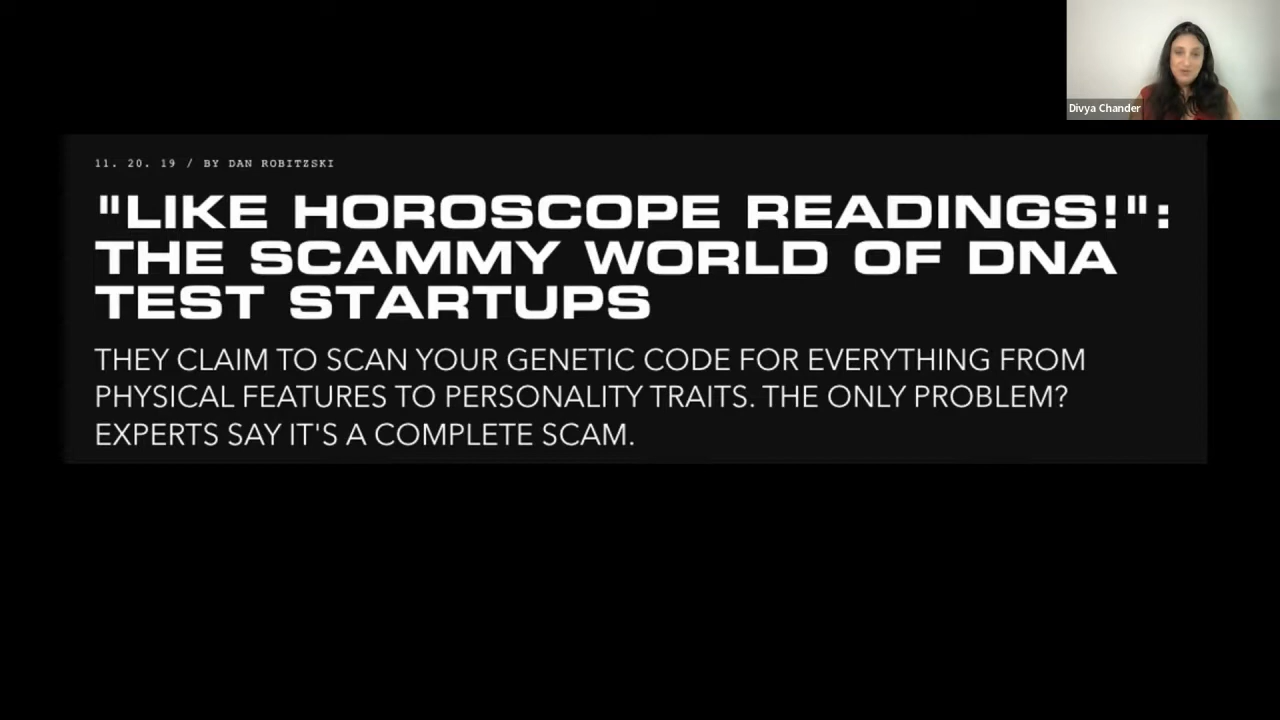 Divya Chander
11. 20. 19 / BY DAN ROBITZSKI
"LIKE HOROSCOPE READINGS!":
THE SCAMMY WORLD OF DNA
TEST STARTUPS
THEY CLAIM TO SCAN YOUR GENETIC CODE FOR EVERYTHING FROM
PHYSICAL FEATURES TO PERSONALITY TRAITS. THE ONLY PROBLEM?
EXPERTS SAY IT'S A COMPLETE SCAM.